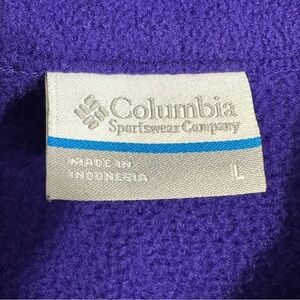 Columbia
Sportswear Company
MADE IN
INDONESIA
L